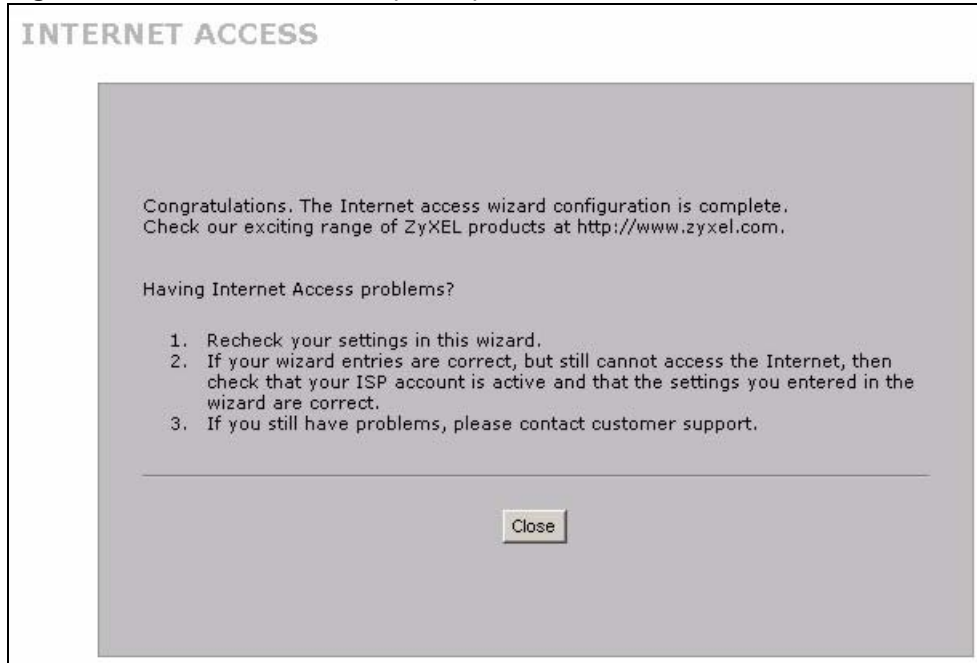 INTERNET ACCESS
Congratulations. The Internet access wizard configuration is complete.
Check our exciting range of ZyXEL products at http://www.zyxel.com.
Having Internet Access problems?
1. Recheck your settings in this wizard.
2. If your wizard entries are correct, but still cannot access the Internet, then
check that your ISP account is active and that the settings you entered in the
wizard are correct.
3. If you still have problems, please contact customer support.
Close